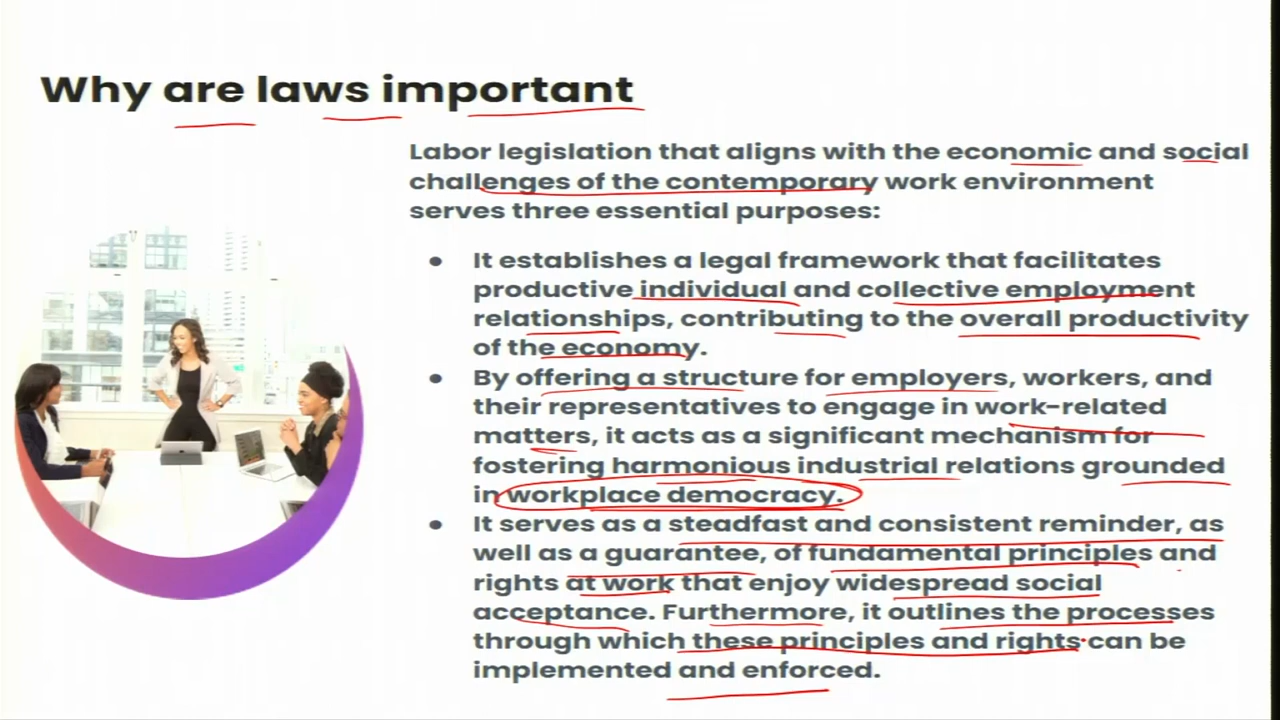 Why are laws important
Labor legislation that aligns with the economic and social
challenges of the contemporary work environment
serves three essential purposes:
● It establishes a legal framework that facilitates
productive individual and collective employment
relationships, contributing to the overall productivity
of the economy.
● By offering a structure for employers, workers, and
their representatives to engage in work-related
matters, it acts as a significant mechanism for
fostering harmonious industrial relations grounded
in workplace democracy.
● It serves as a steadfast and consistent reminder, as
well as a guarantee, of fundamental principles and
rights at work that enjoy widespread social
acceptance. Furthermore, it outlines the processes
through which these principles and rights can be
implemented and enforced.